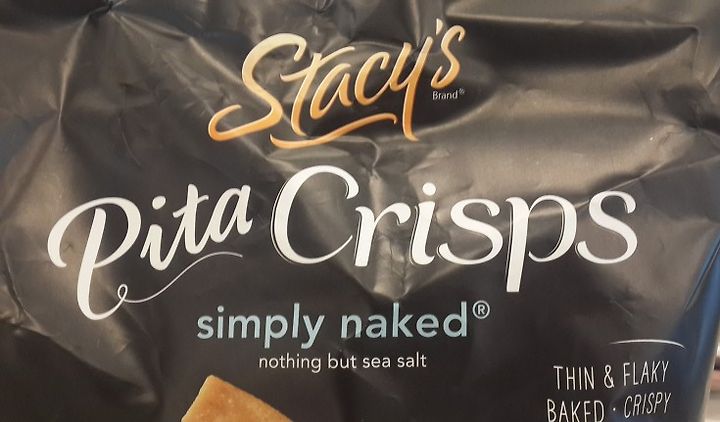 Stacy's
Brand®
Pita Crisps
simply naked®
nothing but sea salt
THIN & FLAKY
BAKED · CRISPY